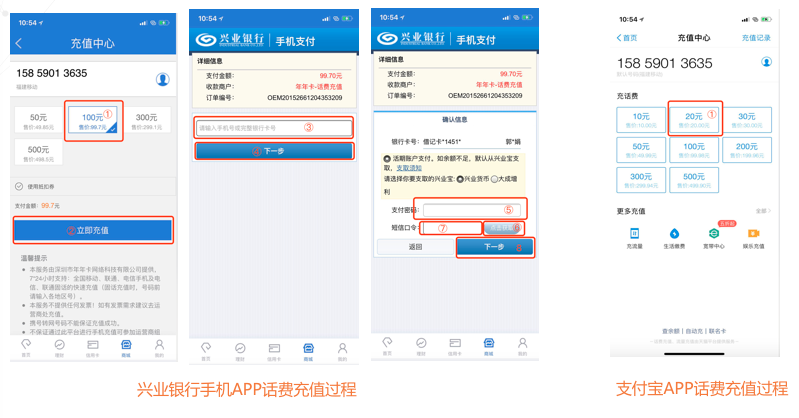 10:54
充值中心
158 5901 3635
福建移动
50元
售价:49.85元
100元 ①
售价:99.7元
300元
售价:299.1元
500元
售价:498.5元
使用抵扣券
支付金额: 99.7元
②立即充值
温馨提示
本服务由深圳市年年卡网络科技有限公司提供,
7*24小时支持: 全国移动、联通、电信手机及电
信、联通固话的快速充值 (固话充值时, 号码前
请输入各地区号) 。
本服务不提供任何发票! 如有发票需求建议去运
营商处充值。
携号转网号码不能保证充值成功。
不保证通过此平台进行手机充值可参加运营商组
首页
理财
信用卡
商城
我的
10:54
兴业银行 手机支付
详细信息
支付金额: 99.70元
收款商户: 年年卡-话费充值
订单编号: OEM20152661204353209
请输入手机号或完整银行卡号 ③
下一步
首页
理财
信用卡
商城
我的
10:54
兴业银行 手机支付
详细信息
支付金额: 99.70元
收款商户: 年年卡-话费充值
订单编号: OEM20152661204353209
确认信息
银行卡号: 借记卡*1451* 郭*娟
活期账户支付。如余额不足, 默认从兴业宝支
取, 支取须知
请选择你要支取的兴业宝: 兴业货币 大成增
利
支付密码: ⑤
短信口令: ⑦ ⑥
返回
下一步
首页
理财
信用卡
商城
我的
10:54
首页 充值中心 充值记录
158 5901 3635
充话费
10元
售价:10.00元
20元 ①
售价:20.00元
30元
售价:30.00元
50元
售价:49.99元
100元
售价:99.98元
200元
售价:199.96元
300元
售价:299.94元
500元
售价:499.90元
更多充值 全部
充流量
生活缴费
宽带中心
娱乐充值
查余额 | 自动充 | 联名卡
兴业银行手机APP话费充值过程
支付宝APP话费充值过程